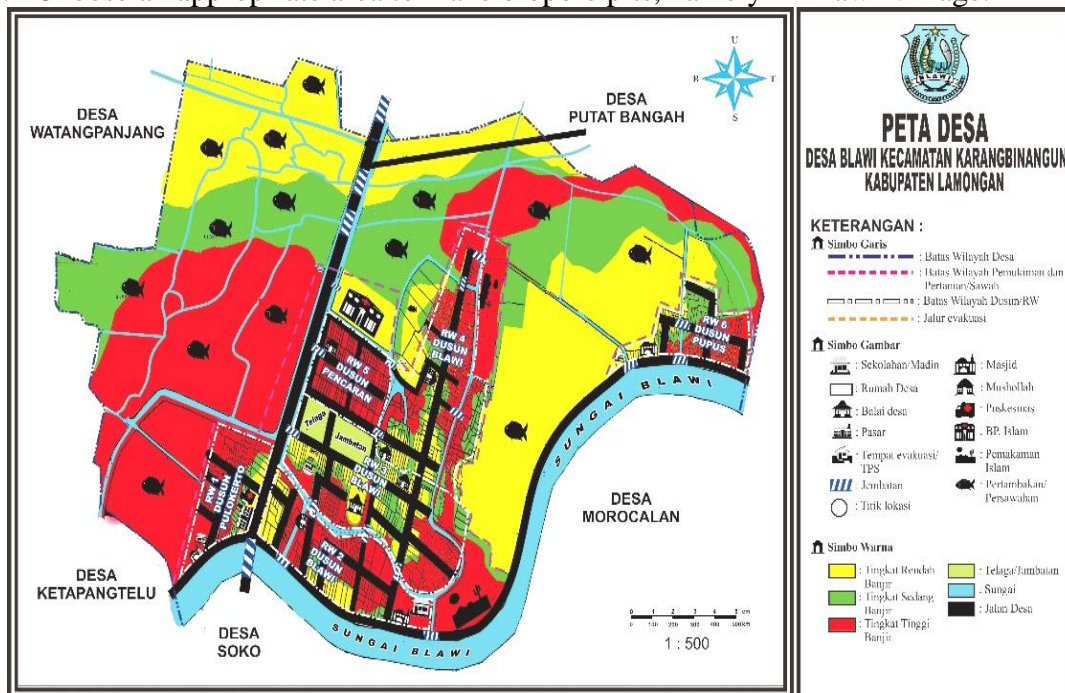 DESA
WATANGPANJANG
DESA
PUTAT BANGAH
U
B T
S
RW 4
DUSUN
BLAWI
RW 6
DUSUN
PUPUS
RW 5
DUSUN
PENCARAN
Telaga
Jambatan
RW 3
DUSUN
BLAWI
RW 1
DUSUN
PULOKERTO
RW 2
DUSUN
BLAWI
SUNGAI BLAWI
SUNGAI BLAWI
DESA
MOROCALAN
DESA
KETAPANGTELU
DESA
SOKO
1 : 500
BLAWI
PETA DESA
DESA BLAWI KECAMATAN KARANGBINANGUN
KABUPATEN LAMONGAN
KETERANGAN :
Simbo Garis
: Batas Wilayah Desa
: Batas Wilayah Pemukiman dan
Pertanian/Sawah
: Batas Wilayah Dusun/RW
: Jalur evakuasi
Simbo Gambar
: Sekolahan/Madin
: Rumah Desa
: Balai desa
: Pasar
: Tempat evakuasi/
TPS
: Jembatan
: Titik lokasi
: Masjid
: Mushollah
: Puskesmas
: BP. Islam
: Pemakaman
Islam
: Pertambakan/
Persawahan
Simbo Warna
: Tingkat Rendah
Banjir
: Tingkat Sedang
Banjir
: Tingkat Tinggi
Banjir
: Telaga/Jambatan
: Sungai
: Jalan Desa